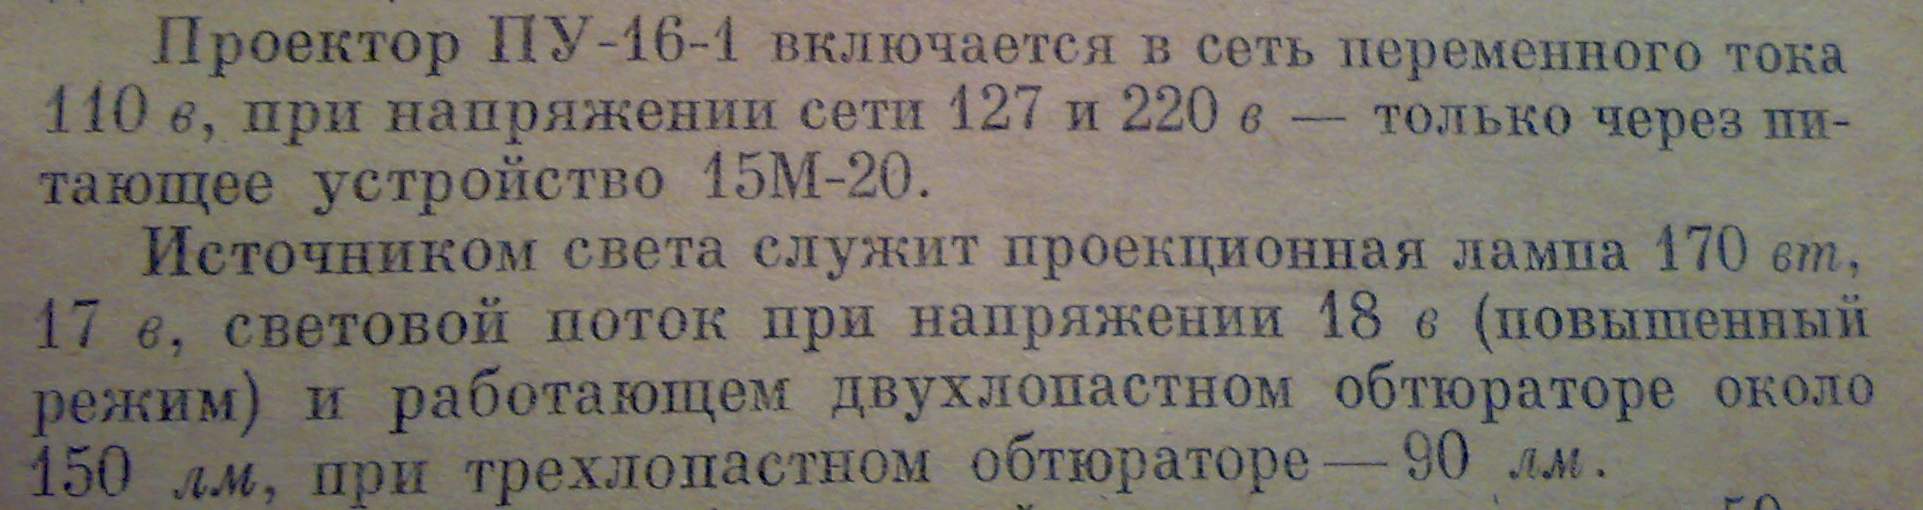 Проектор ПУ-16-1 включается в сеть переменного тока
110 в, при напряжении сети 127 и 220 в — только через пи-
тающее устройство 15М-20.
Источником света служит проекционная лампа 170 вт,
17 в, световой поток при напряжении 18 в (повышенный
режим) и работающем двухлопастном обтюраторе около
150 лм, при трехлопастном обтюраторе — 90 лм.